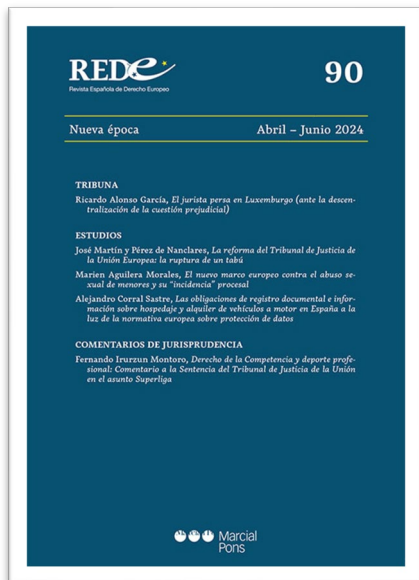 REDe
90
Revista Española de Derecho Europeo
Nueva época
Abril – Junio 2024
TRIBUNA
Ricardo Alonso García, El jurista persa en Luxemburgo (ante la descen-
tralización de la cuestión prejudicial)
ESTUDIOS
José Martín y Pérez de Nanclares, La reforma del Tribunal de Justicia de
la Unión Europea: la ruptura de un tabú
Marien Aguilera Morales, El nuevo marco europeo contra el abuso se-
xual de menores y su "incidencia" procesal
Alejandro Corral Sastre, Las obligaciones de registro documental e infor-
mación sobre hospedaje y alquiler de vehículos a motor en España a la
luz de la normativa europea sobre protección de datos
COMENTARIOS DE JURISPRUDENCIA
Fernando Irurzun Montoro, Derecho de la Competencia y deporte profe-
sional: Comentario a la Sentencia del Tribunal de Justicia de la Unión
en el asunto Superliga
Marcial
Pons